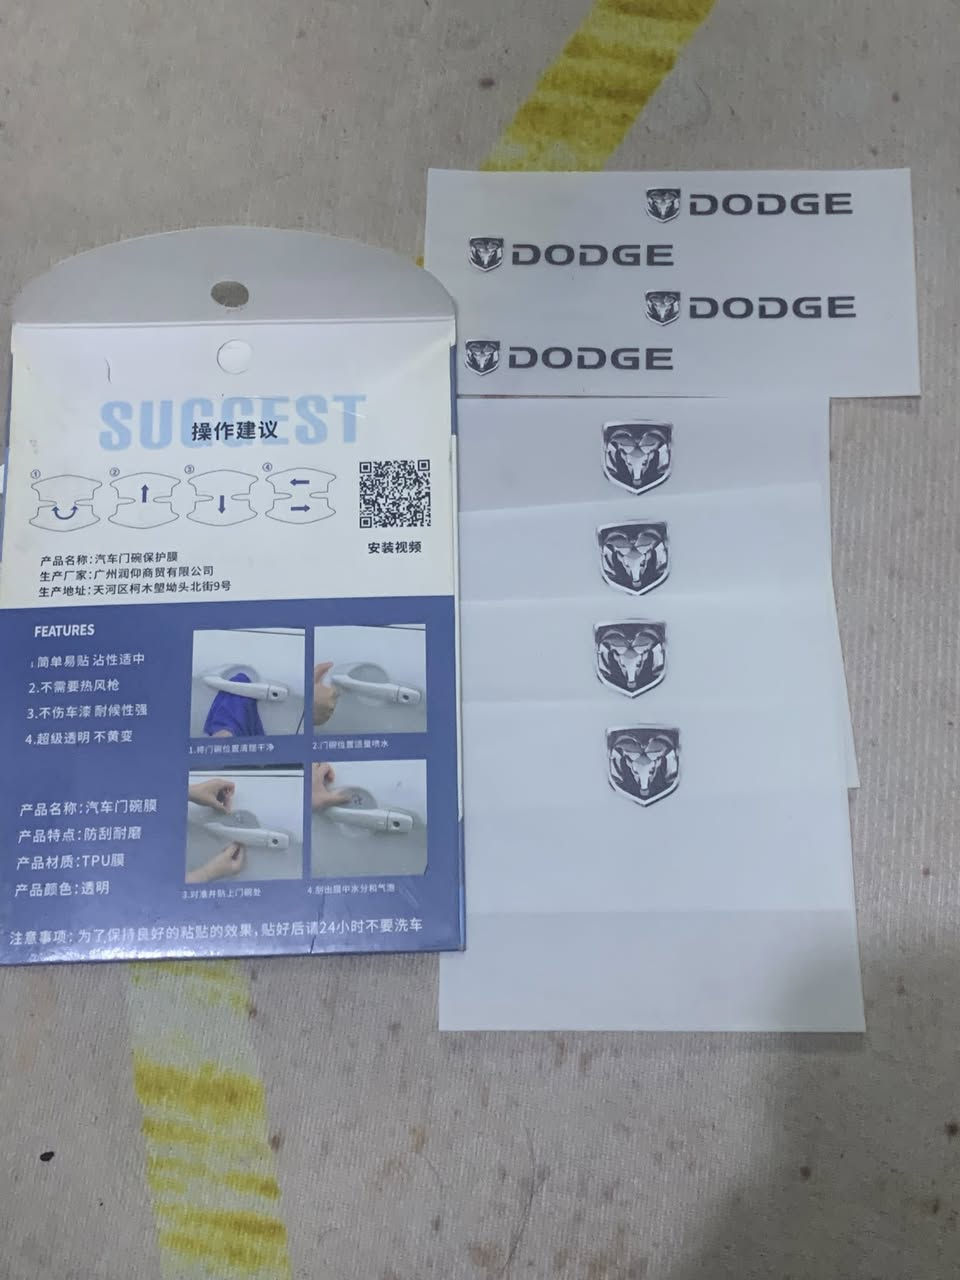 SUGGEST
操作建议
① ② ③ ④
安装视频
产品名称:汽车门碗保护膜
生产厂家:广州润仰商贸有限公司
生产地址:天河区柯木塱坳头北街9号
FEATURES
1.简单易贴 沾性适中
2.不需要热风枪
3.不伤车漆 耐候性强
4.超级透明 不黄变
1.将门碗位置清理干净
2.门碗位置适量喷水
3.对准并贴上门碗处
4.刮出膜中水分和气泡
产品名称:汽车门碗膜
产品特点:防刮耐磨
产品材质:TPU膜
产品颜色:透明
注意事项:为了保持良好的粘贴的效果,贴好后请24小时不要洗车
DODGE
DODGE
DODGE
DODGE